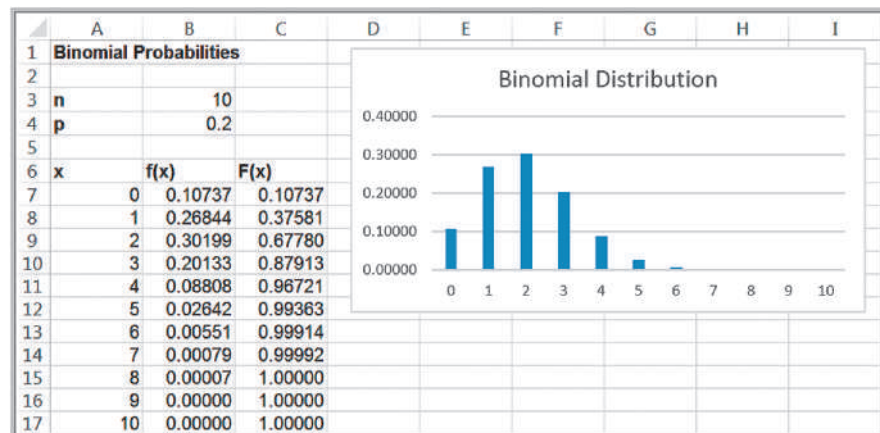 A B C D E F G H I
1 Binomial Probabilities
2
3 n 10
4 p 0.2
5
6 x f(x) F(x)
7 0 0.10737 0.10737
8 1 0.26844 0.37581
9 2 0.30199 0.67780
10 3 0.20133 0.87913
11 4 0.08808 0.96721
12 5 0.02642 0.99363
13 6 0.00551 0.99914
14 7 0.00079 0.99992
15 8 0.00007 1.00000
16 9 0.00000 1.00000
17 10 0.00000 1.00000
Binomial Distribution
0.40000
0.30000
0.20000
0.10000
0.00000
0 1 2 3 4 5 6 7 8 9 10